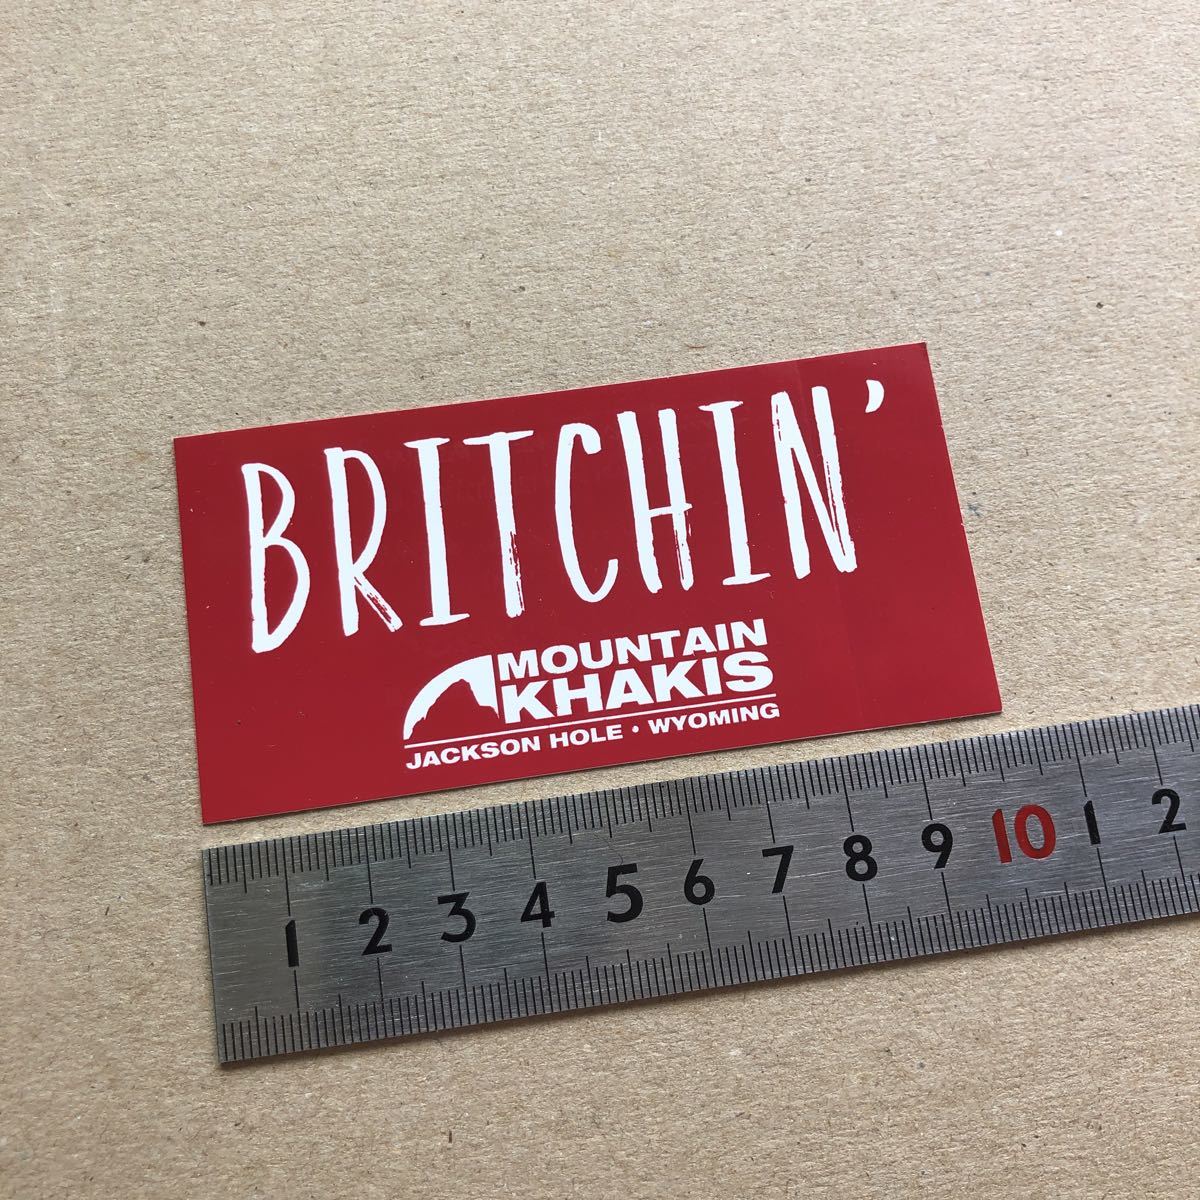 BRITCHIN’
MOUNTAIN
KHAKIS
JACKSON HOLE • WYOMING
1 2 3 4 5 6 7 8 9 10 1 2